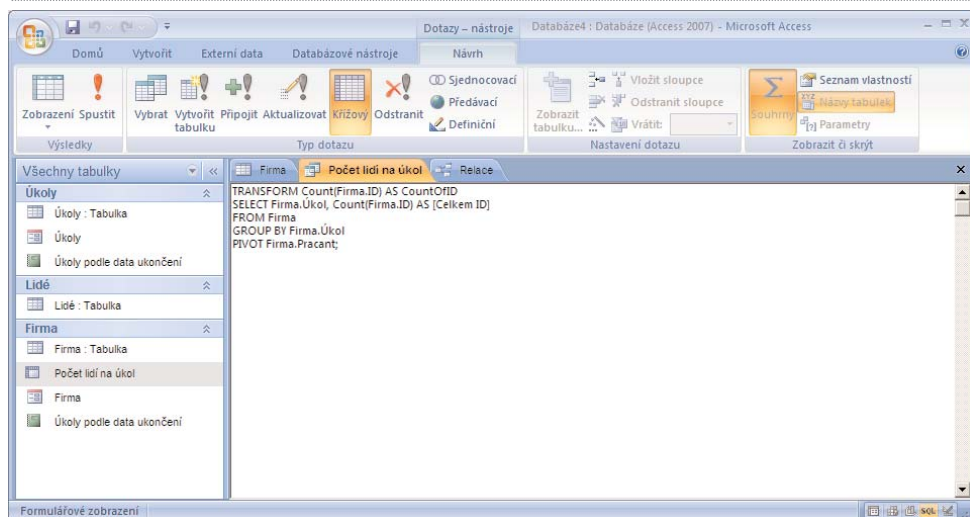 Dotazy – nástroje
Databáze4 : Databáze (Access 2007) - Microsoft Access
Domů
Vytvořit
Externí data
Databázové nástroje
Návrh
Zobrazení
Spustit
Výsledky
Vybrat
Vytvořit tabulku
Připojit
Aktualizovat
Křížový
Odstranit
Sjednocovací
Předávací
Definiční
Typ dotazu
Zobrazit tabulku...
Vložit sloupce
Odstranit sloupce
Vrátit:
Nastavení dotazu
Souhrny
Seznam vlastností
Názvy tabulek
Parametry
Zobrazit či skrýt
Všechny tabulky
Firma
Počet lidí na úkol
Relace
Úkoly
Úkoly : Tabulka
Úkoly
Úkoly podle data ukončení
Lidé
Lidé : Tabulka
Firma
Firma : Tabulka
Počet lidí na úkol
Firma
Úkoly podle data ukončení
TRANSFORM Count(Firma.ID) AS CountOfID
SELECT Firma.Úkol, Count(Firma.ID) AS [Celkem ID]
FROM Firma
GROUP BY Firma.Úkol
PIVOT Firma.Pracant;
Formulářové zobrazení
SQL